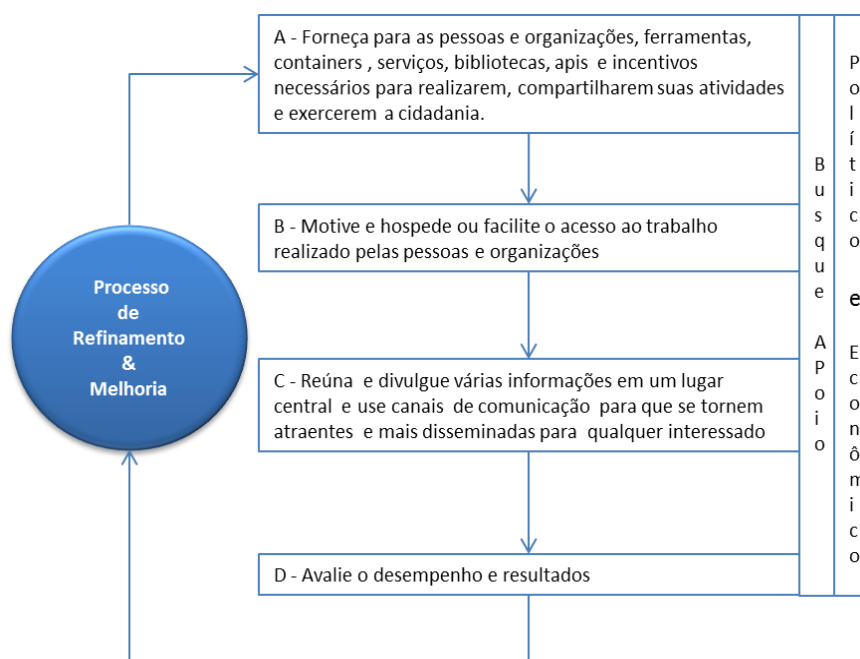 A - Forneça para as pessoas e organizações, ferramentas,
containers , serviços, bibliotecas, apis e incentivos
necessários para realizarem, compartilharem suas atividades
e exercerem a cidadania.
B - Motive e hospede ou facilite o acesso ao trabalho
realizado pelas pessoas e organizações
Processo
de
Refinamento
&
Melhoria
C - Reúna e divulgue várias informações em um lugar
central e use canais de comunicação para que se tornem
atraentes e mais disseminadas para qualquer interessado
D - Avalie o desempenho e resultados
Busque APoio
Político e Econômico